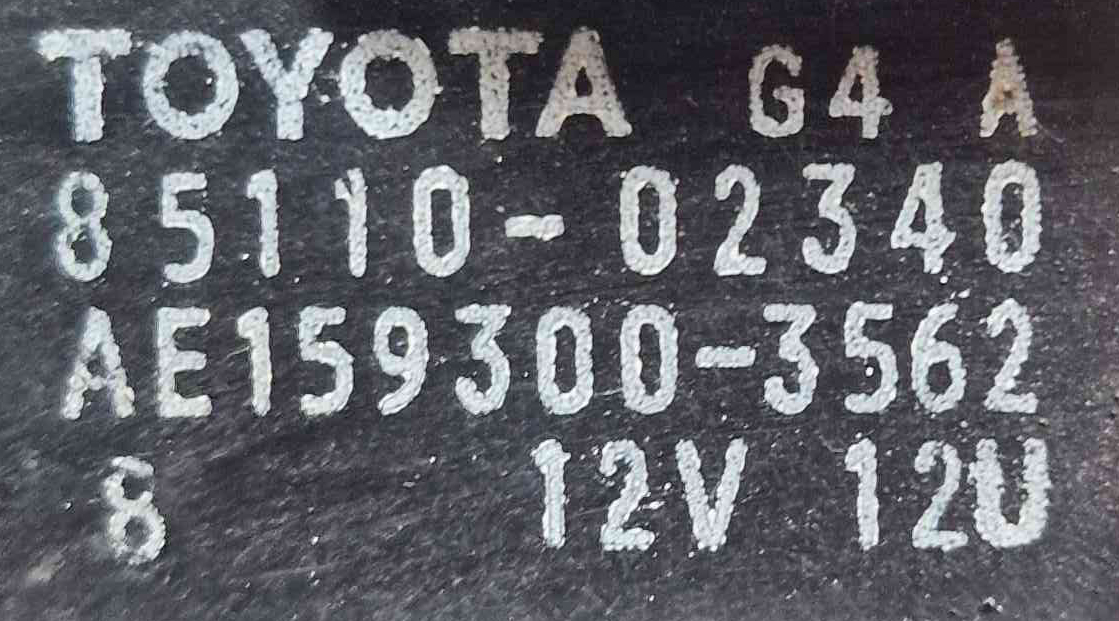 TOYOTA G4 A
85110-02340
AE159300-3562
8 12V 12U